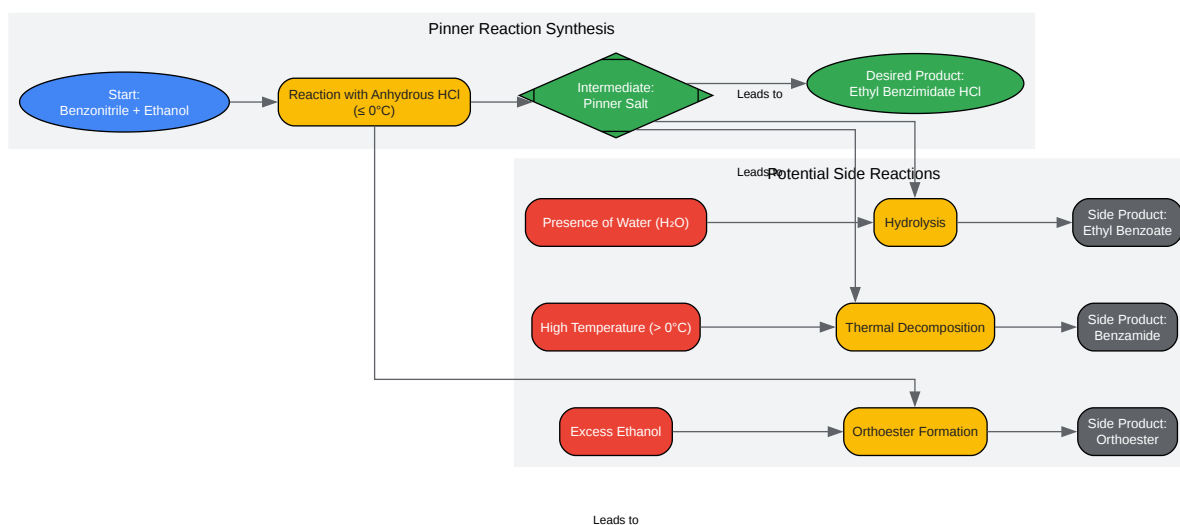 Pinner Reaction Synthesis
Start:
Benzonitrile + Ethanol
Reaction with Anhydrous HCl
(≤ 0°C)
Intermediate:
Pinner Salt
Leads to
Desired Product:
Ethyl Benzimidate HCl
Leads to
Potential Side Reactions
Presence of Water (H₂O)
Hydrolysis
Side Product:
Ethyl Benzoate
High Temperature (> 0°C)
Thermal Decomposition
Side Product:
Benzamide
Excess Ethanol
Orthoester Formation
Side Product:
Orthoester
Leads to